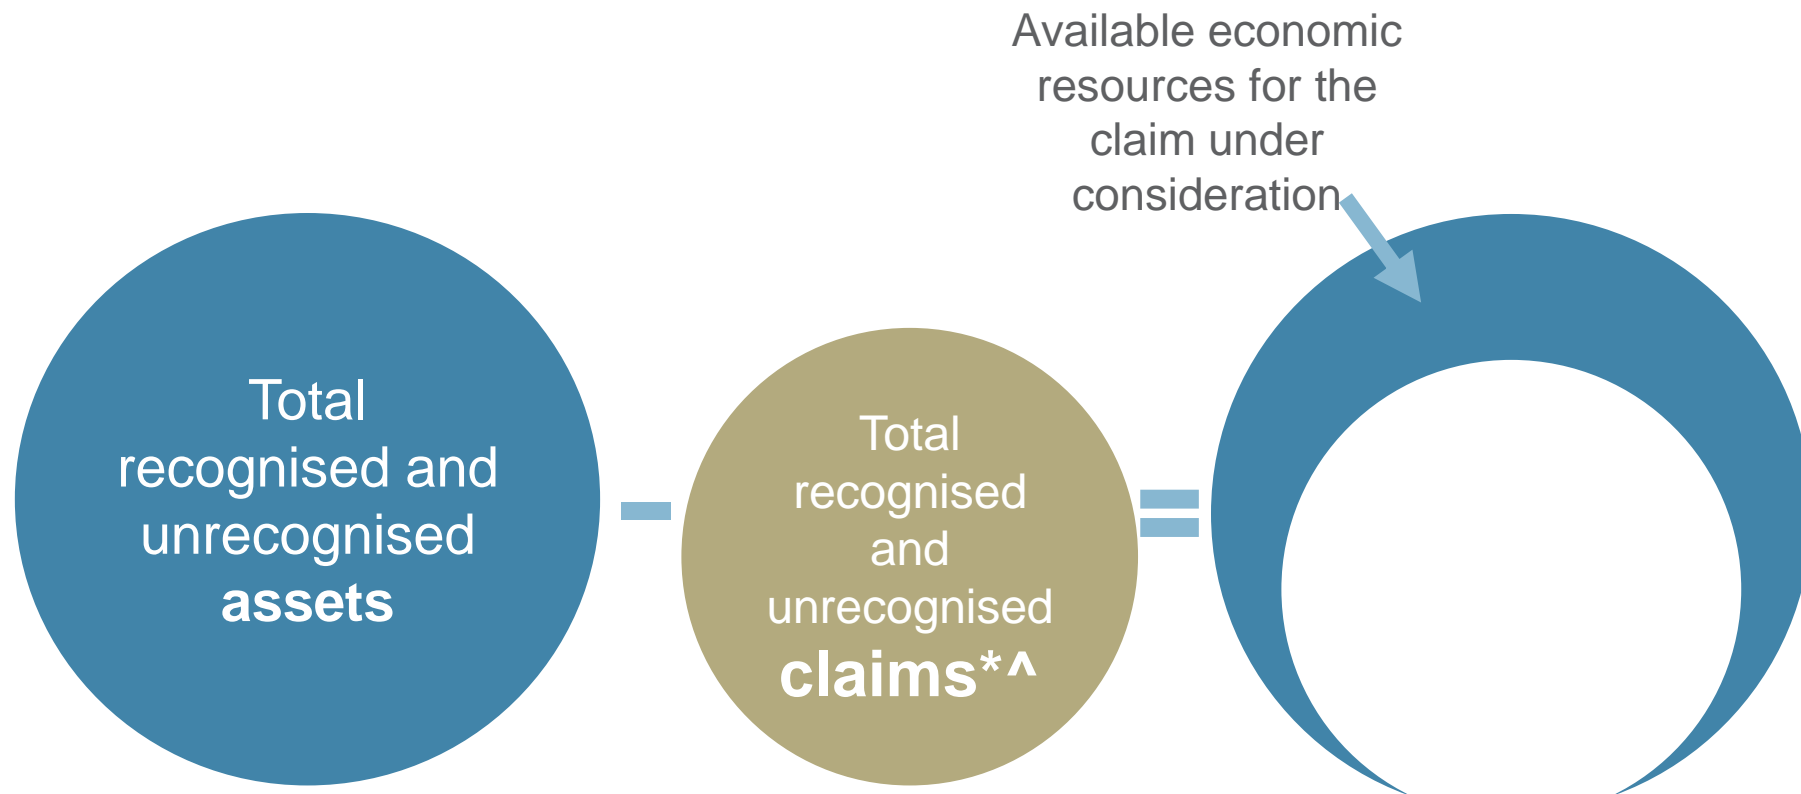 Available economic
resources for the
claim under
consideration
Total
recognised and
unrecognised
assets
Total
recognised
and
unrecognised
claims*^